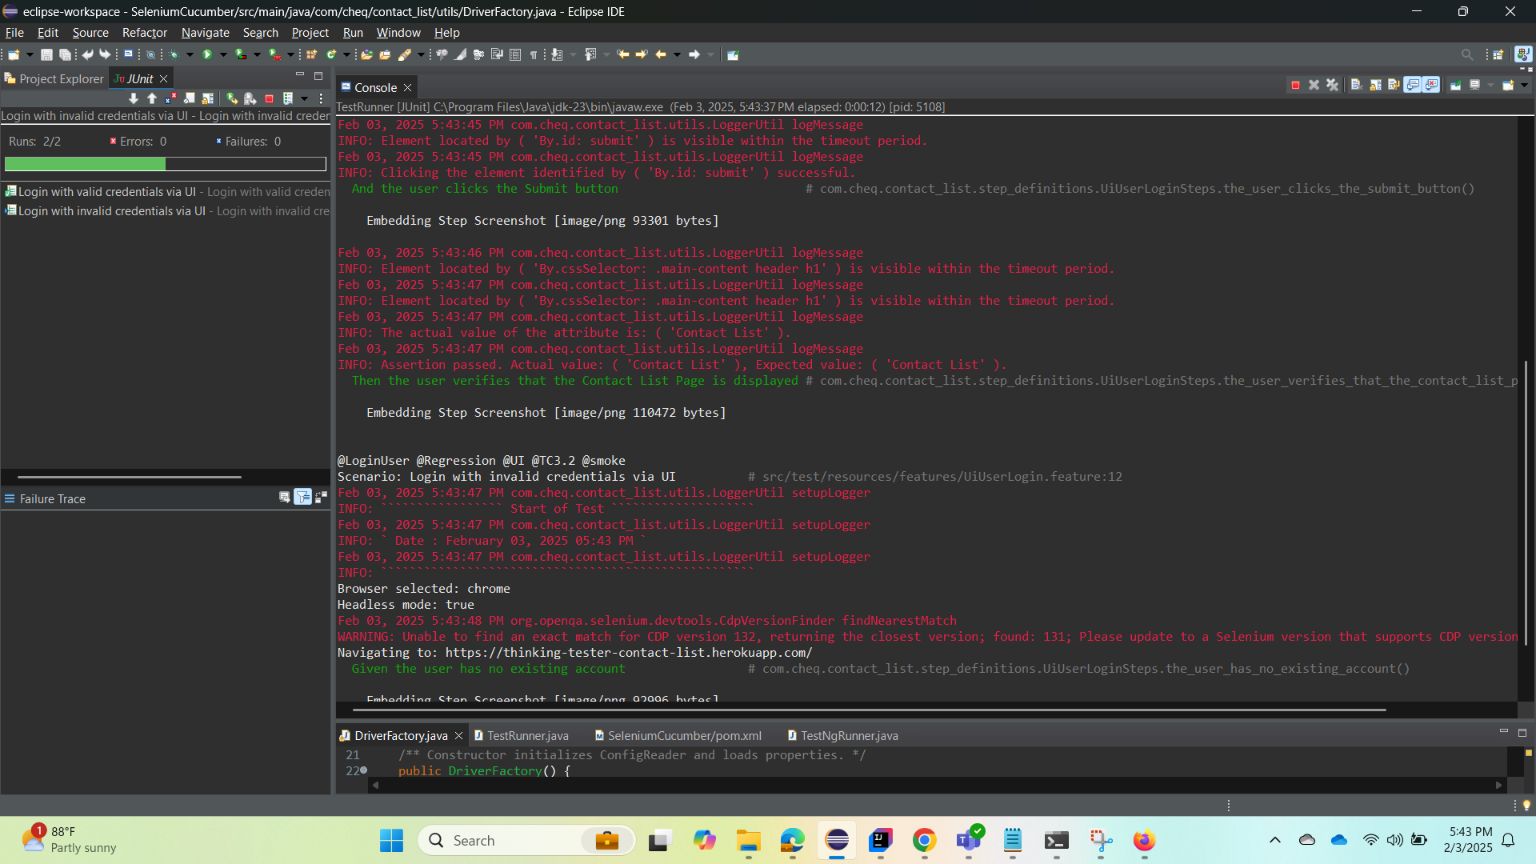 eclipse-workspace - SeleniumCucumber/src/main/java/com/cheq/contact_list/utils/DriverFactory.java - Eclipse IDE
File Edit Source Refactor Navigate Search Project Run Window Help
Project Explorer JUnit
Login with invalid credentials via UI - Login with invalid creden
Runs: 2/2 Errors: 0 Failures: 0
Login with valid credentials via UI - Login with valid creden
Login with invalid credentials via UI - Login with invalid cre
Failure Trace
Console
TestRunner [JUnit] C:\Program Files\Java\jdk-23\bin\javaw.exe (Feb 3, 2025, 5:43:37 PM elapsed: 0:00:12) [pid: 5108]
Feb 03, 2025 5:43:45 PM com.cheq.contact_list.utils.LoggerUtil logMessage
INFO: Element located by ( 'By.id: submit' ) is visible within the timeout period.
Feb 03, 2025 5:43:45 PM com.cheq.contact_list.utils.LoggerUtil logMessage
INFO: Clicking the element identified by ( 'By.id: submit' ) successful.
And the user clicks the Submit button # com.cheq.contact_list.step_definitions.UiUserLoginSteps.the_user_clicks_the_submit_button()
Embedding Step Screenshot [image/png 93301 bytes]
Feb 03, 2025 5:43:46 PM com.cheq.contact_list.utils.LoggerUtil logMessage
INFO: Element located by ( 'By.cssSelector: .main-content header h1' ) is visible within the timeout period.
Feb 03, 2025 5:43:47 PM com.cheq.contact_list.utils.LoggerUtil logMessage
INFO: Element located by ( 'By.cssSelector: .main-content header h1' ) is visible within the timeout period.
Feb 03, 2025 5:43:47 PM com.cheq.contact_list.utils.LoggerUtil logMessage
INFO: The actual value of the attribute is: ( 'Contact List' ).
Feb 03, 2025 5:43:47 PM com.cheq.contact_list.utils.LoggerUtil logMessage
INFO: Assertion passed. Actual value: ( 'Contact List' ), Expected value: ( 'Contact List' ).
Then the user verifies that the Contact List Page is displayed # com.cheq.contact_list.step_definitions.UiUserLoginSteps.the_user_verifies_that_the_contact_list_p
Embedding Step Screenshot [image/png 110472 bytes]
@LoginUser @Regression @UI @TC3.2 @smoke
Scenario: Login with invalid credentials via UI # src/test/resources/features/UiUserLogin.feature:12
Feb 03, 2025 5:43:47 PM com.cheq.contact_list.utils.LoggerUtil setupLogger
INFO: ````````````````` Start of Test ````````````````````
Feb 03, 2025 5:43:47 PM com.cheq.contact_list.utils.LoggerUtil setupLogger
INFO: ` Date : February 03, 2025 05:43 PM `
Feb 03, 2025 5:43:47 PM com.cheq.contact_list.utils.LoggerUtil setupLogger
INFO: ````````````````````````````````````````````````````
Browser selected: chrome
Headless mode: true
Feb 03, 2025 5:43:48 PM org.openqa.selenium.devtools.CdpVersionFinder findNearestMatch
WARNING: Unable to find an exact match for CDP version 132, returning the closest version; found: 131; Please update to a Selenium version that supports CDP version
Navigating to: https://thinking-tester-contact-list.herokuapp.com/
Given the user has no existing account # com.cheq.contact_list.step_definitions.UiUserLoginSteps.the_user_has_no_existing_account()
Embedding Step Screenshot [image/png 92996 bytes]
DriverFactory.java TestRunner.java SeleniumCucumber/pom.xml TestNgRunner.java
21 /** Constructor initializes ConfigReader and loads properties. */
22 public DriverFactory() {
1 88°F
Partly sunny
Search
5:43 PM
2/3/2025